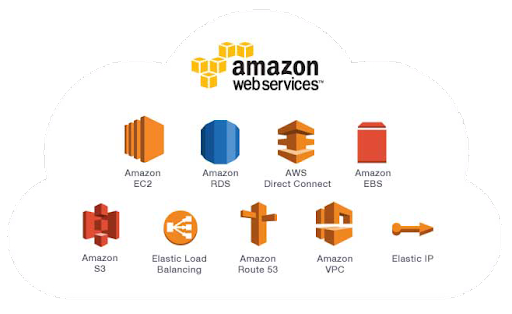 amazon
webservices™
Amazon
EC2
Amazon
RDS
AWS
Direct Connect
Amazon
EBS
Amazon
S3
Elastic Load
Balancing
Amazon
Route 53
Amazon
VPC
Elastic IP